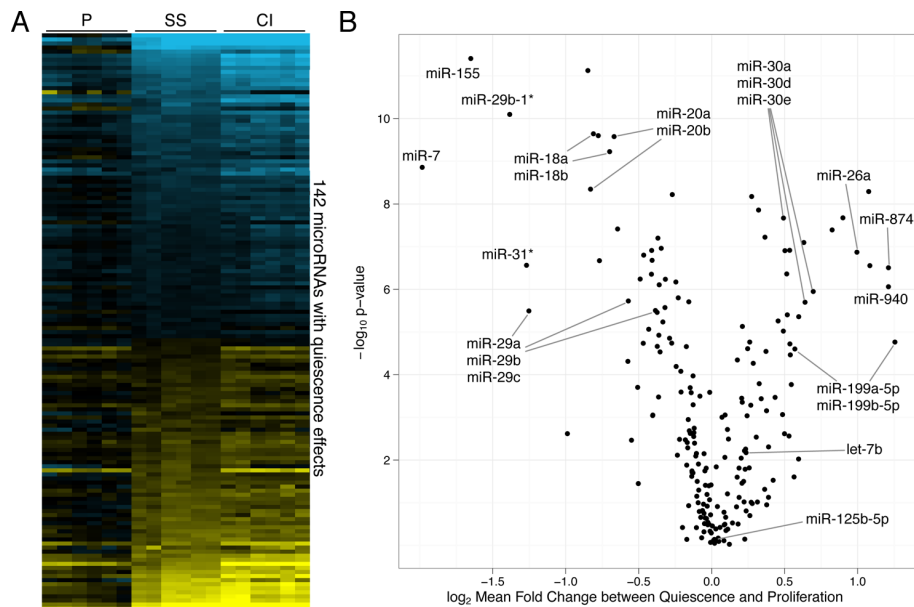 A
P
SS
CI
142 microRNAs with quiescence effects
B
miR-155
miR-29b-1*
miR-7
miR-18a
miR-18b
miR-20a
miR-20b
miR-30a
miR-30d
miR-30e
miR-26a
miR-874
miR-940
miR-31*
miR-29a
miR-29b
miR-29c
miR-199a-5p
miR-199b-5p
let-7b
miR-125b-5p
10
8
6
4
2
−log₁₀ p−value
−1.5
−1.0
−0.5
0.0
0.5
1.0
log₂ Mean Fold Change between Quiescence and Proliferation